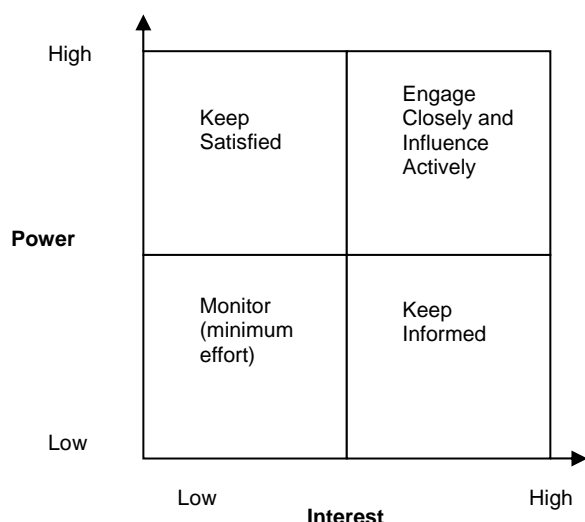 High
Keep
Satisfied
Engage
Closely and
Influence
Actively
Power
Monitor
(minimum
effort)
Keep
Informed
Low
Low
High
Interest